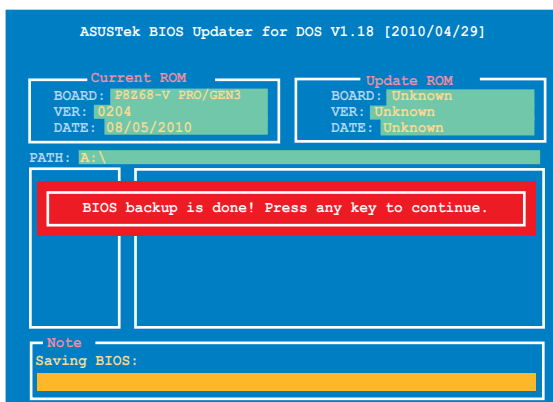 ASUSTek BIOS Updater for DOS V1.18 [2010/04/29]
Current ROM
BOARD: P8Z68-V PRO/GEN3
VER: 0204
DATE: 08/05/2010
Update ROM
BOARD: Unknown
VER: Unknown
DATE: Unknown
PATH: A:\
BIOS backup is done! Press any key to continue.
Note
Saving BIOS: